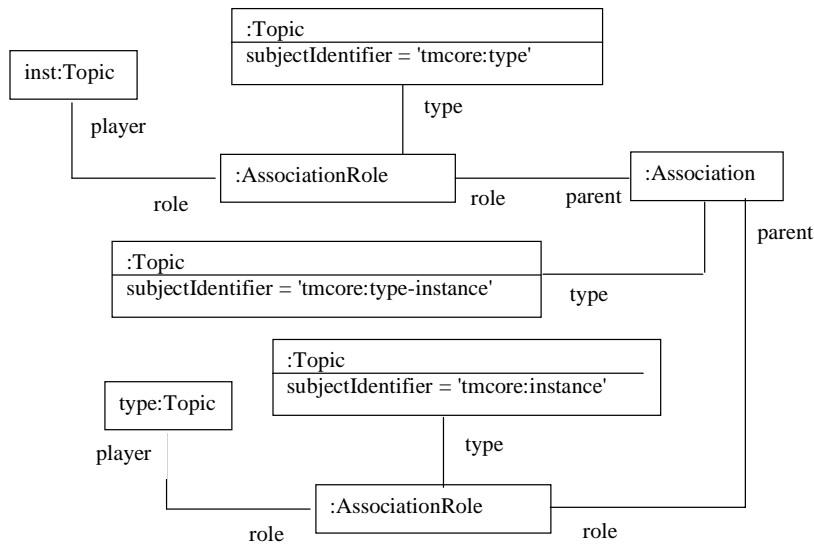 :Topic
subjectIdentifier = 'tmcore:type'
inst:Topic
type
player
:AssociationRole
:Association
role
role
parent
parent
:Topic
subjectIdentifier = 'tmcore:type-instance'
type
:Topic
subjectIdentifier = 'tmcore:instance'
type:Topic
player
type
:AssociationRole
role
role